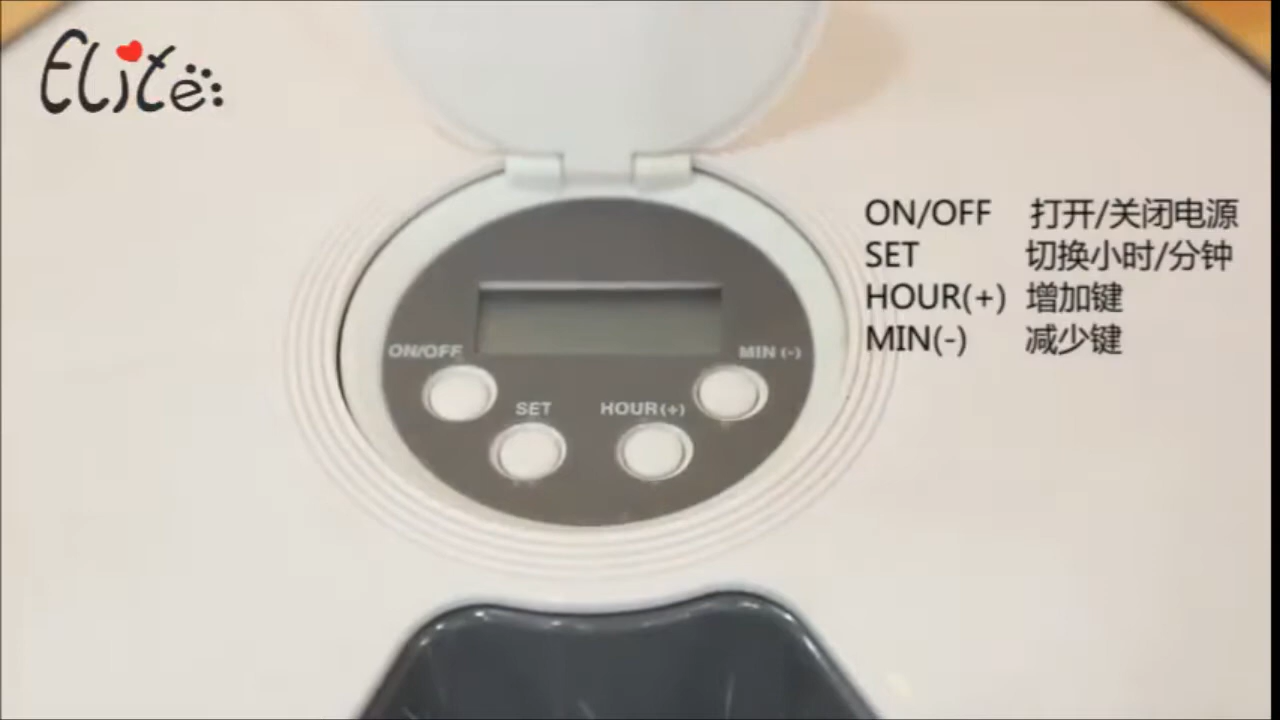 Elite
ON/OFF 打开/关闭电源
SET 切换小时/分钟
HOUR(+) 增加键
MIN(-) 减少键
ON/OFF
MIN (-)
SET
HOUR(+)